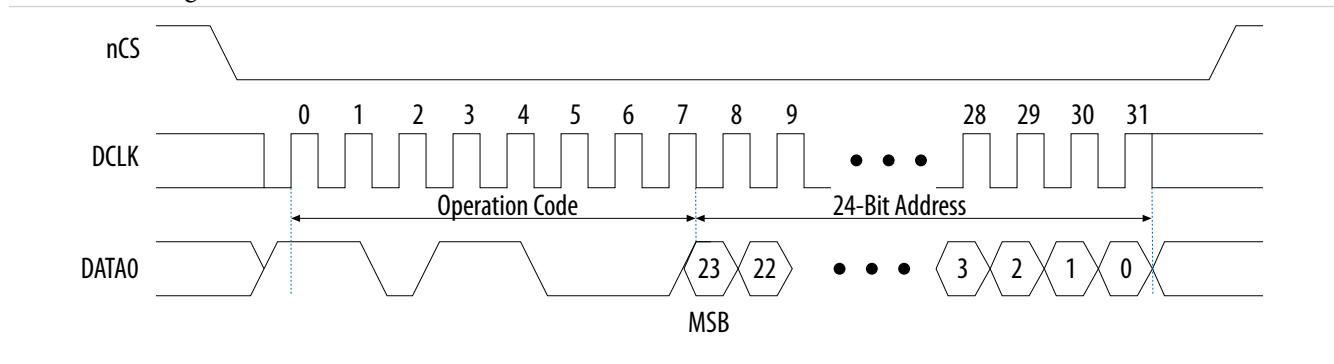 nCS
0 1 2 3 4 5 6 7 8 9 28 29 30 31
DCLK
Operation Code 24-Bit Address
DATA0 23 22 3 2 1 0
MSB